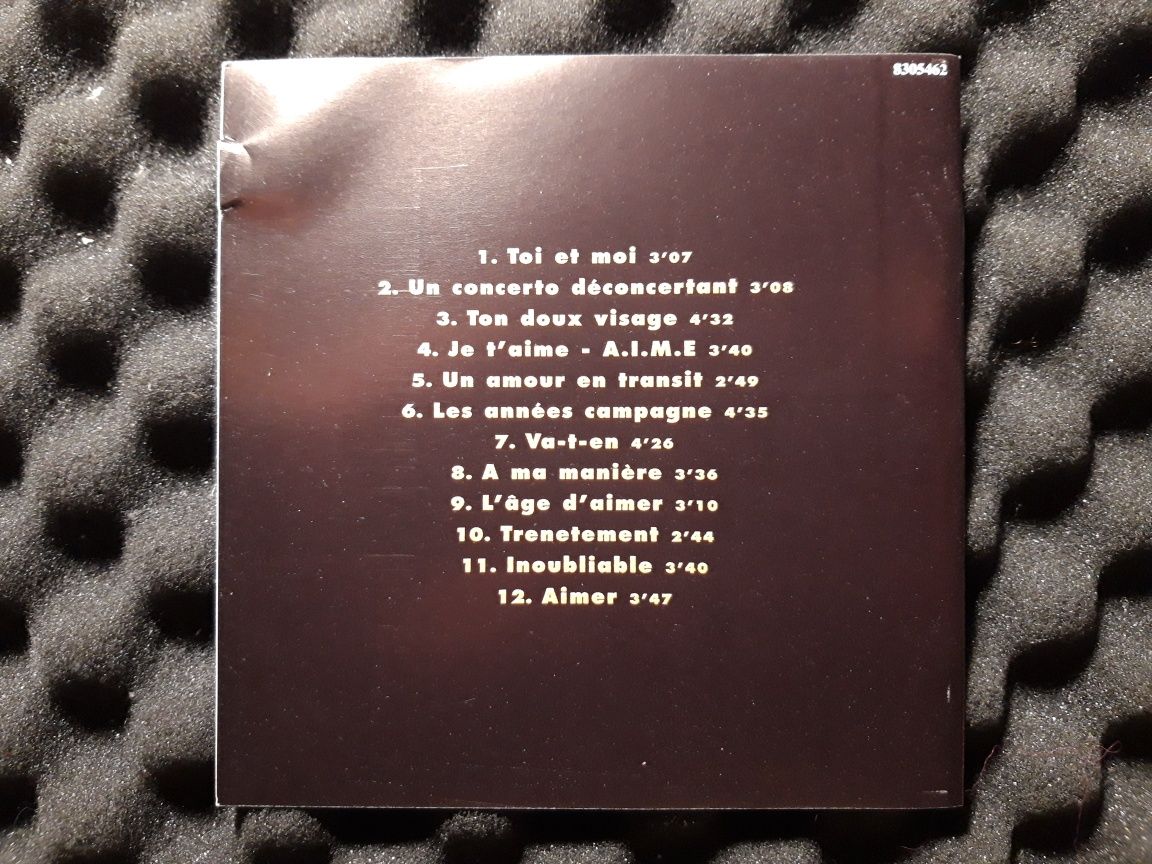 8305462
1. Toi et moi 3'07
2. Un concerto déconcertant 3'08
3. Ton doux visage 4'32
4. Je t'aime - A.I.M.E 3'40
5. Un amour en transit 2'49
6. Les années campagne 4'35
7. Va-t-en 4'26
8. A ma manière 3'36
9. L'âge d'aimer 3'10
10. Trenetement 2'44
11. Inoubliable 3'40
12. Aimer 3'47